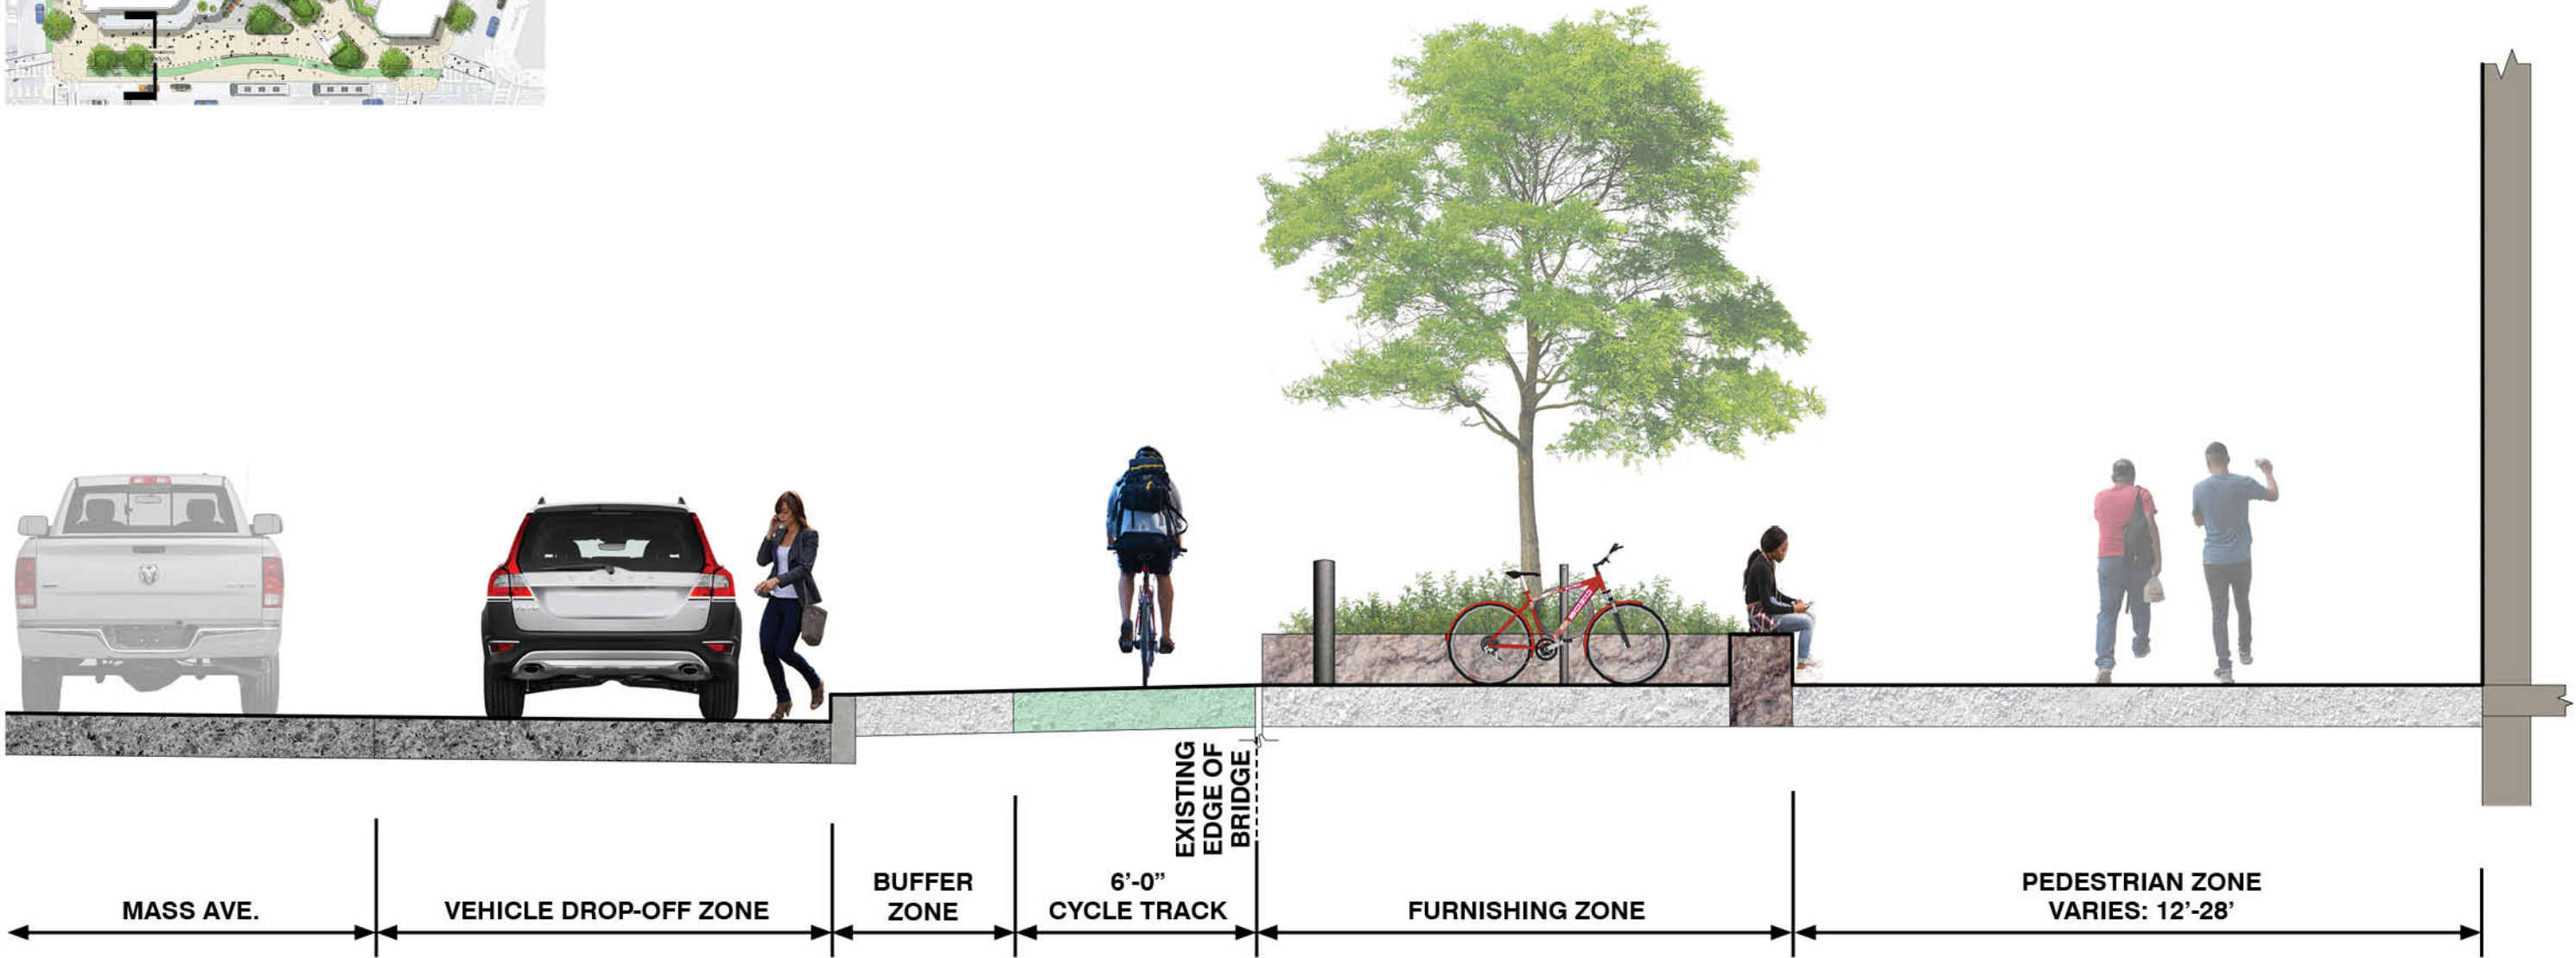 EXISTING
EDGE OF
BRIDGE
MASS AVE.
VEHICLE DROP-OFF ZONE
BUFFER
ZONE
6’-0”
CYCLE TRACK
FURNISHING ZONE
PEDESTRIAN ZONE
VARIES: 12’-28’